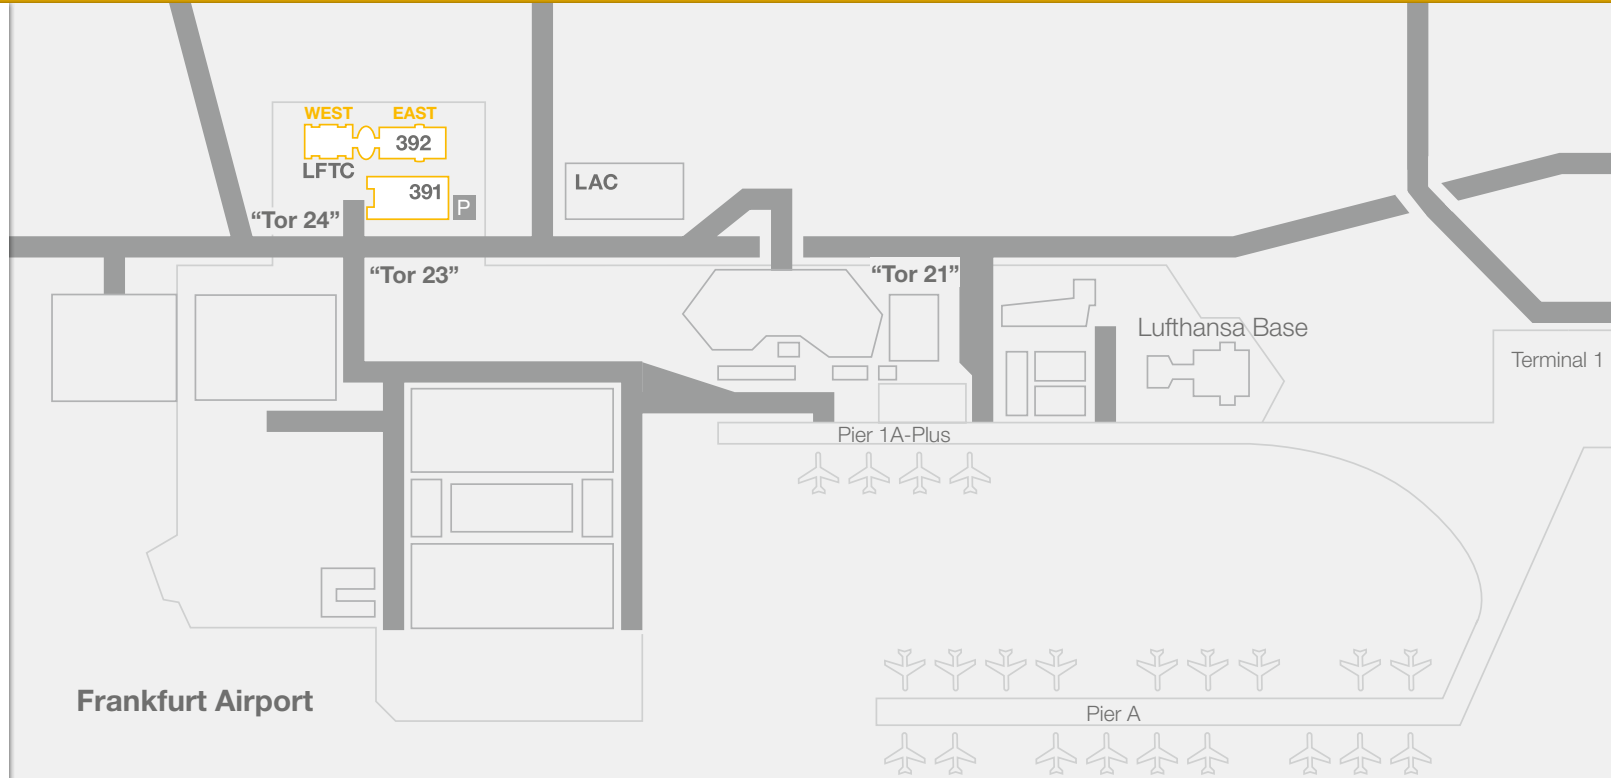 WEST
EAST
392
LFTC
391
P
LAC
“Tor 24”
“Tor 23”
“Tor 21”
Lufthansa Base
Terminal 1
Pier 1A-Plus
Frankfurt Airport
Pier A